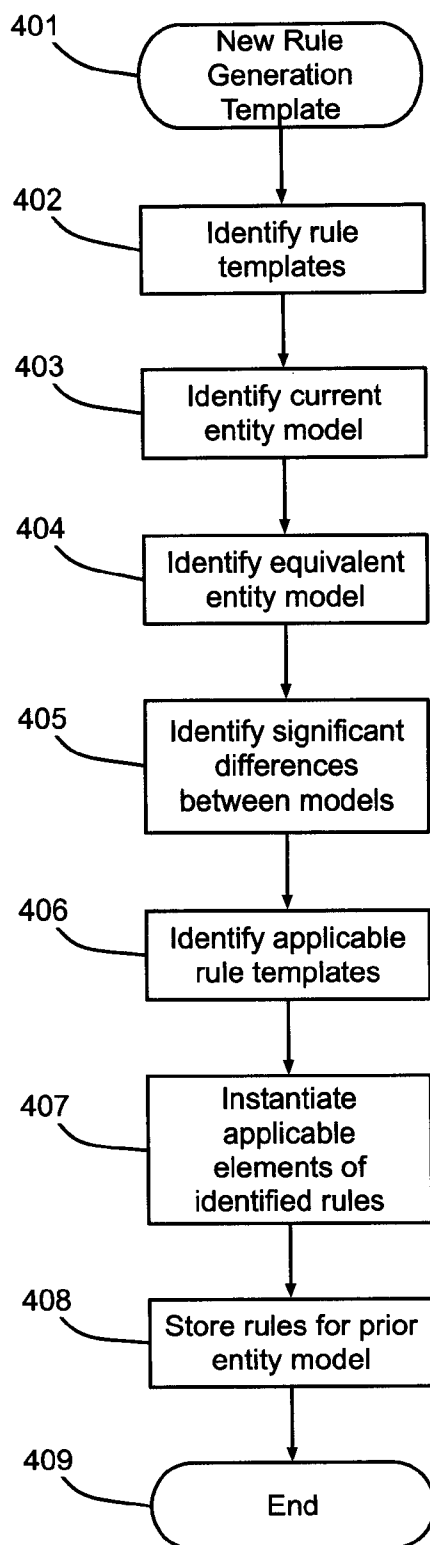 401
New Rule
Generation
Template
402
Identify rule
templates
403
Identify current
entity model
404
Identify equivalent
entity model
405
Identify significant
differences
between models
406
Identify applicable
rule templates
407
Instantiate
applicable
elements of
identified rules
408
Store rules for prior
entity model
409
End